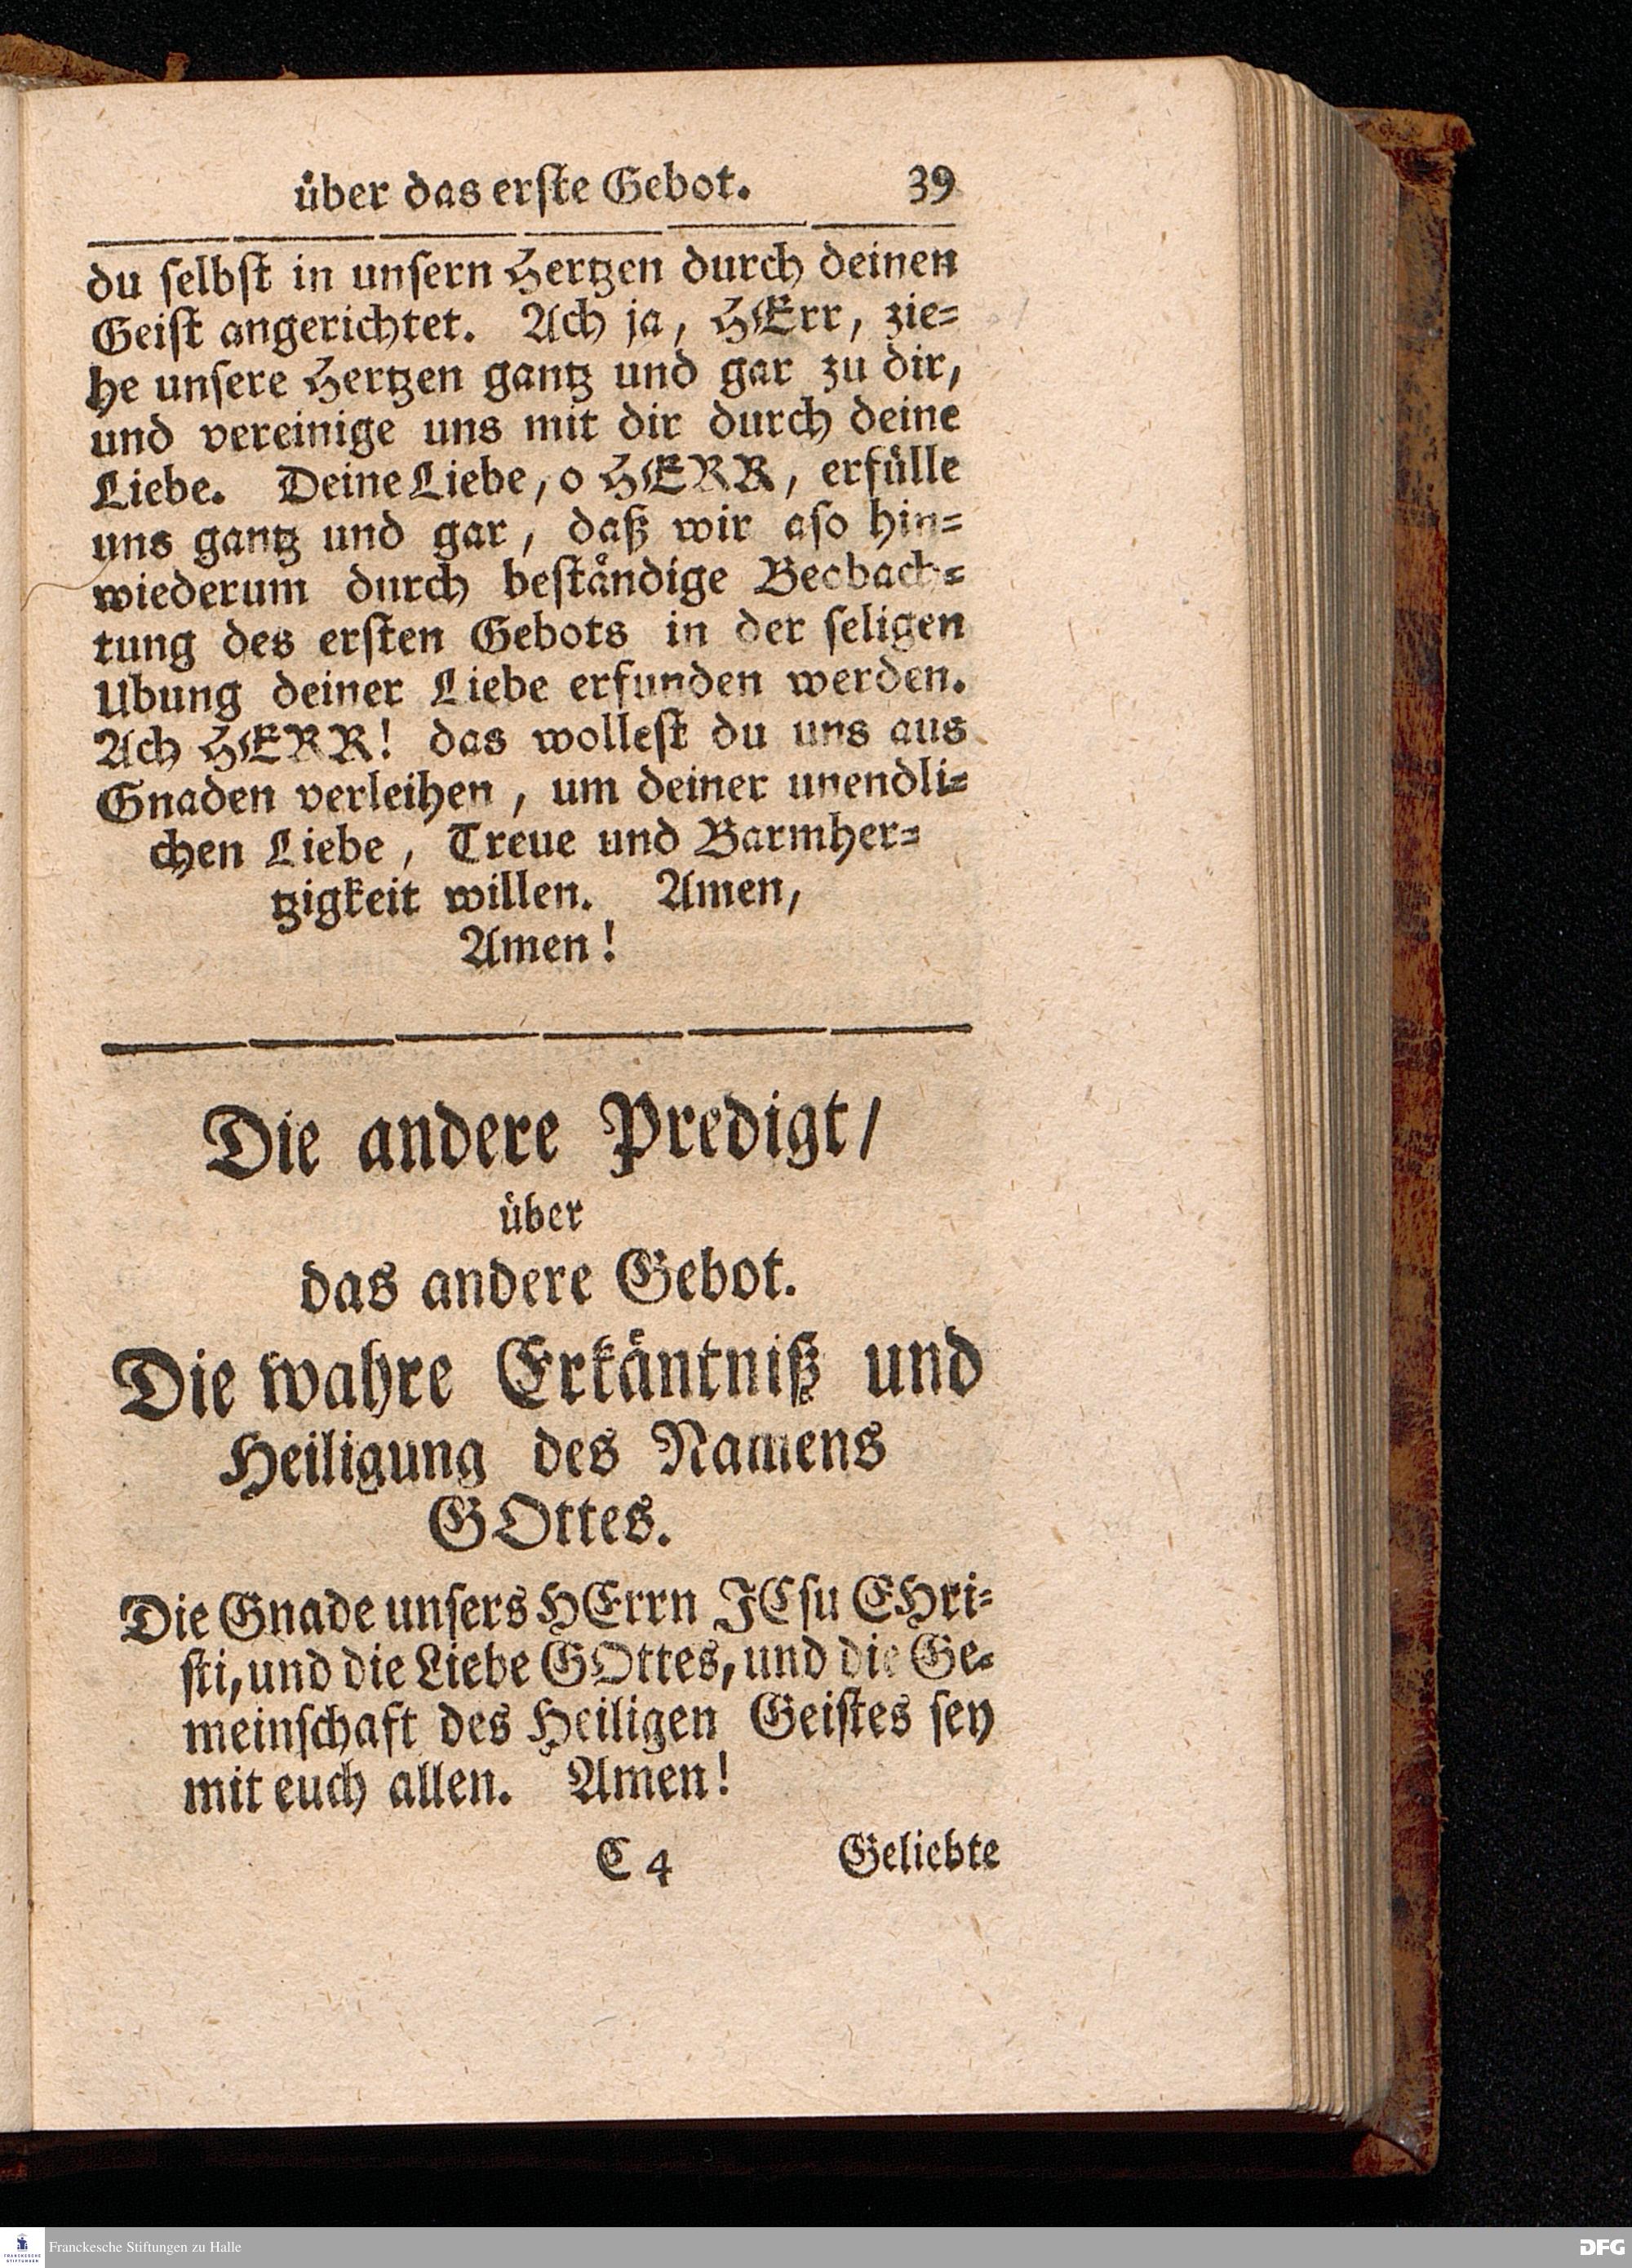 über das erste Gebot. 39
du selbst in unsern Hertzen durch deinen
Geist angerichtet. Ach ja, HErr, zie-
he unsere Hertzen gantz und gar zu dir,
und vereinige uns mit dir durch deine
Liebe. Deine Liebe, o HERR, erfülle
uns gantz und gar, daß wir aso hin-
wiederum durch beständige Beobach-
tung des ersten Gebots in der seligen
Ubung deiner Liebe erfunden werden.
Ach HERR! das wollest du uns aus
Gnaden verleihen, um deiner unendli-
chen Liebe, Treue und Barmher-
tzigkeit willen. Amen,
Amen!
Die andere Predigt/
über
das andere Gebot.
Die wahre Erkäntniß und
Heiligung des Namens
GOttes.
Die Gnade unsers HErrn JEsu CHri-
sti, und die Liebe GOttes, und die Ge-
meinschaft des Heiligen Geistes sey
mit euch allen. Amen!
C 4 Geliebte
FRANCKESCHE STIFTUNGEN
Franckesche Stiftungen zu Halle
DFG